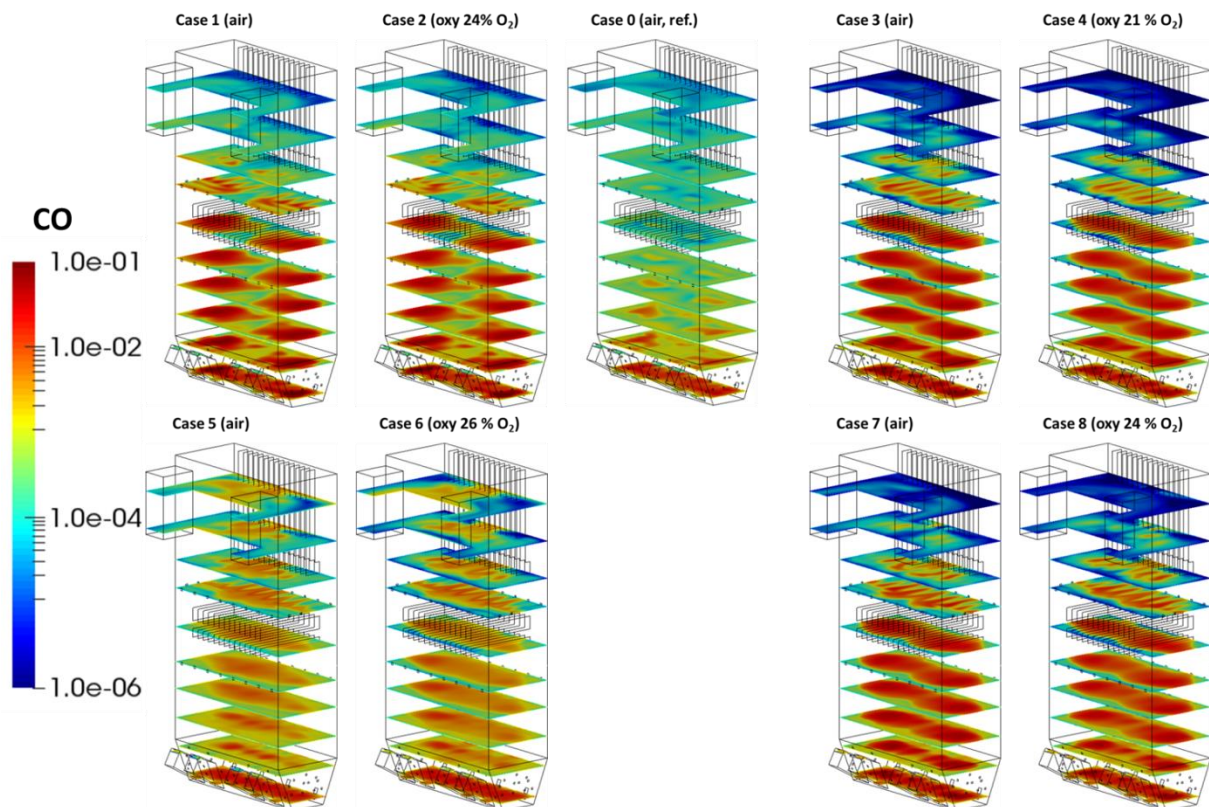 Case 1 (air)
Case 2 (oxy 24% O₂)
Case 0 (air, ref.)
Case 3 (air)
Case 4 (oxy 21 % O₂)
CO
1.0e-01
1.0e-02
1.0e-04
1.0e-06
Case 5 (air)
Case 6 (oxy 26 % O₂)
Case 7 (air)
Case 8 (oxy 24 % O₂)